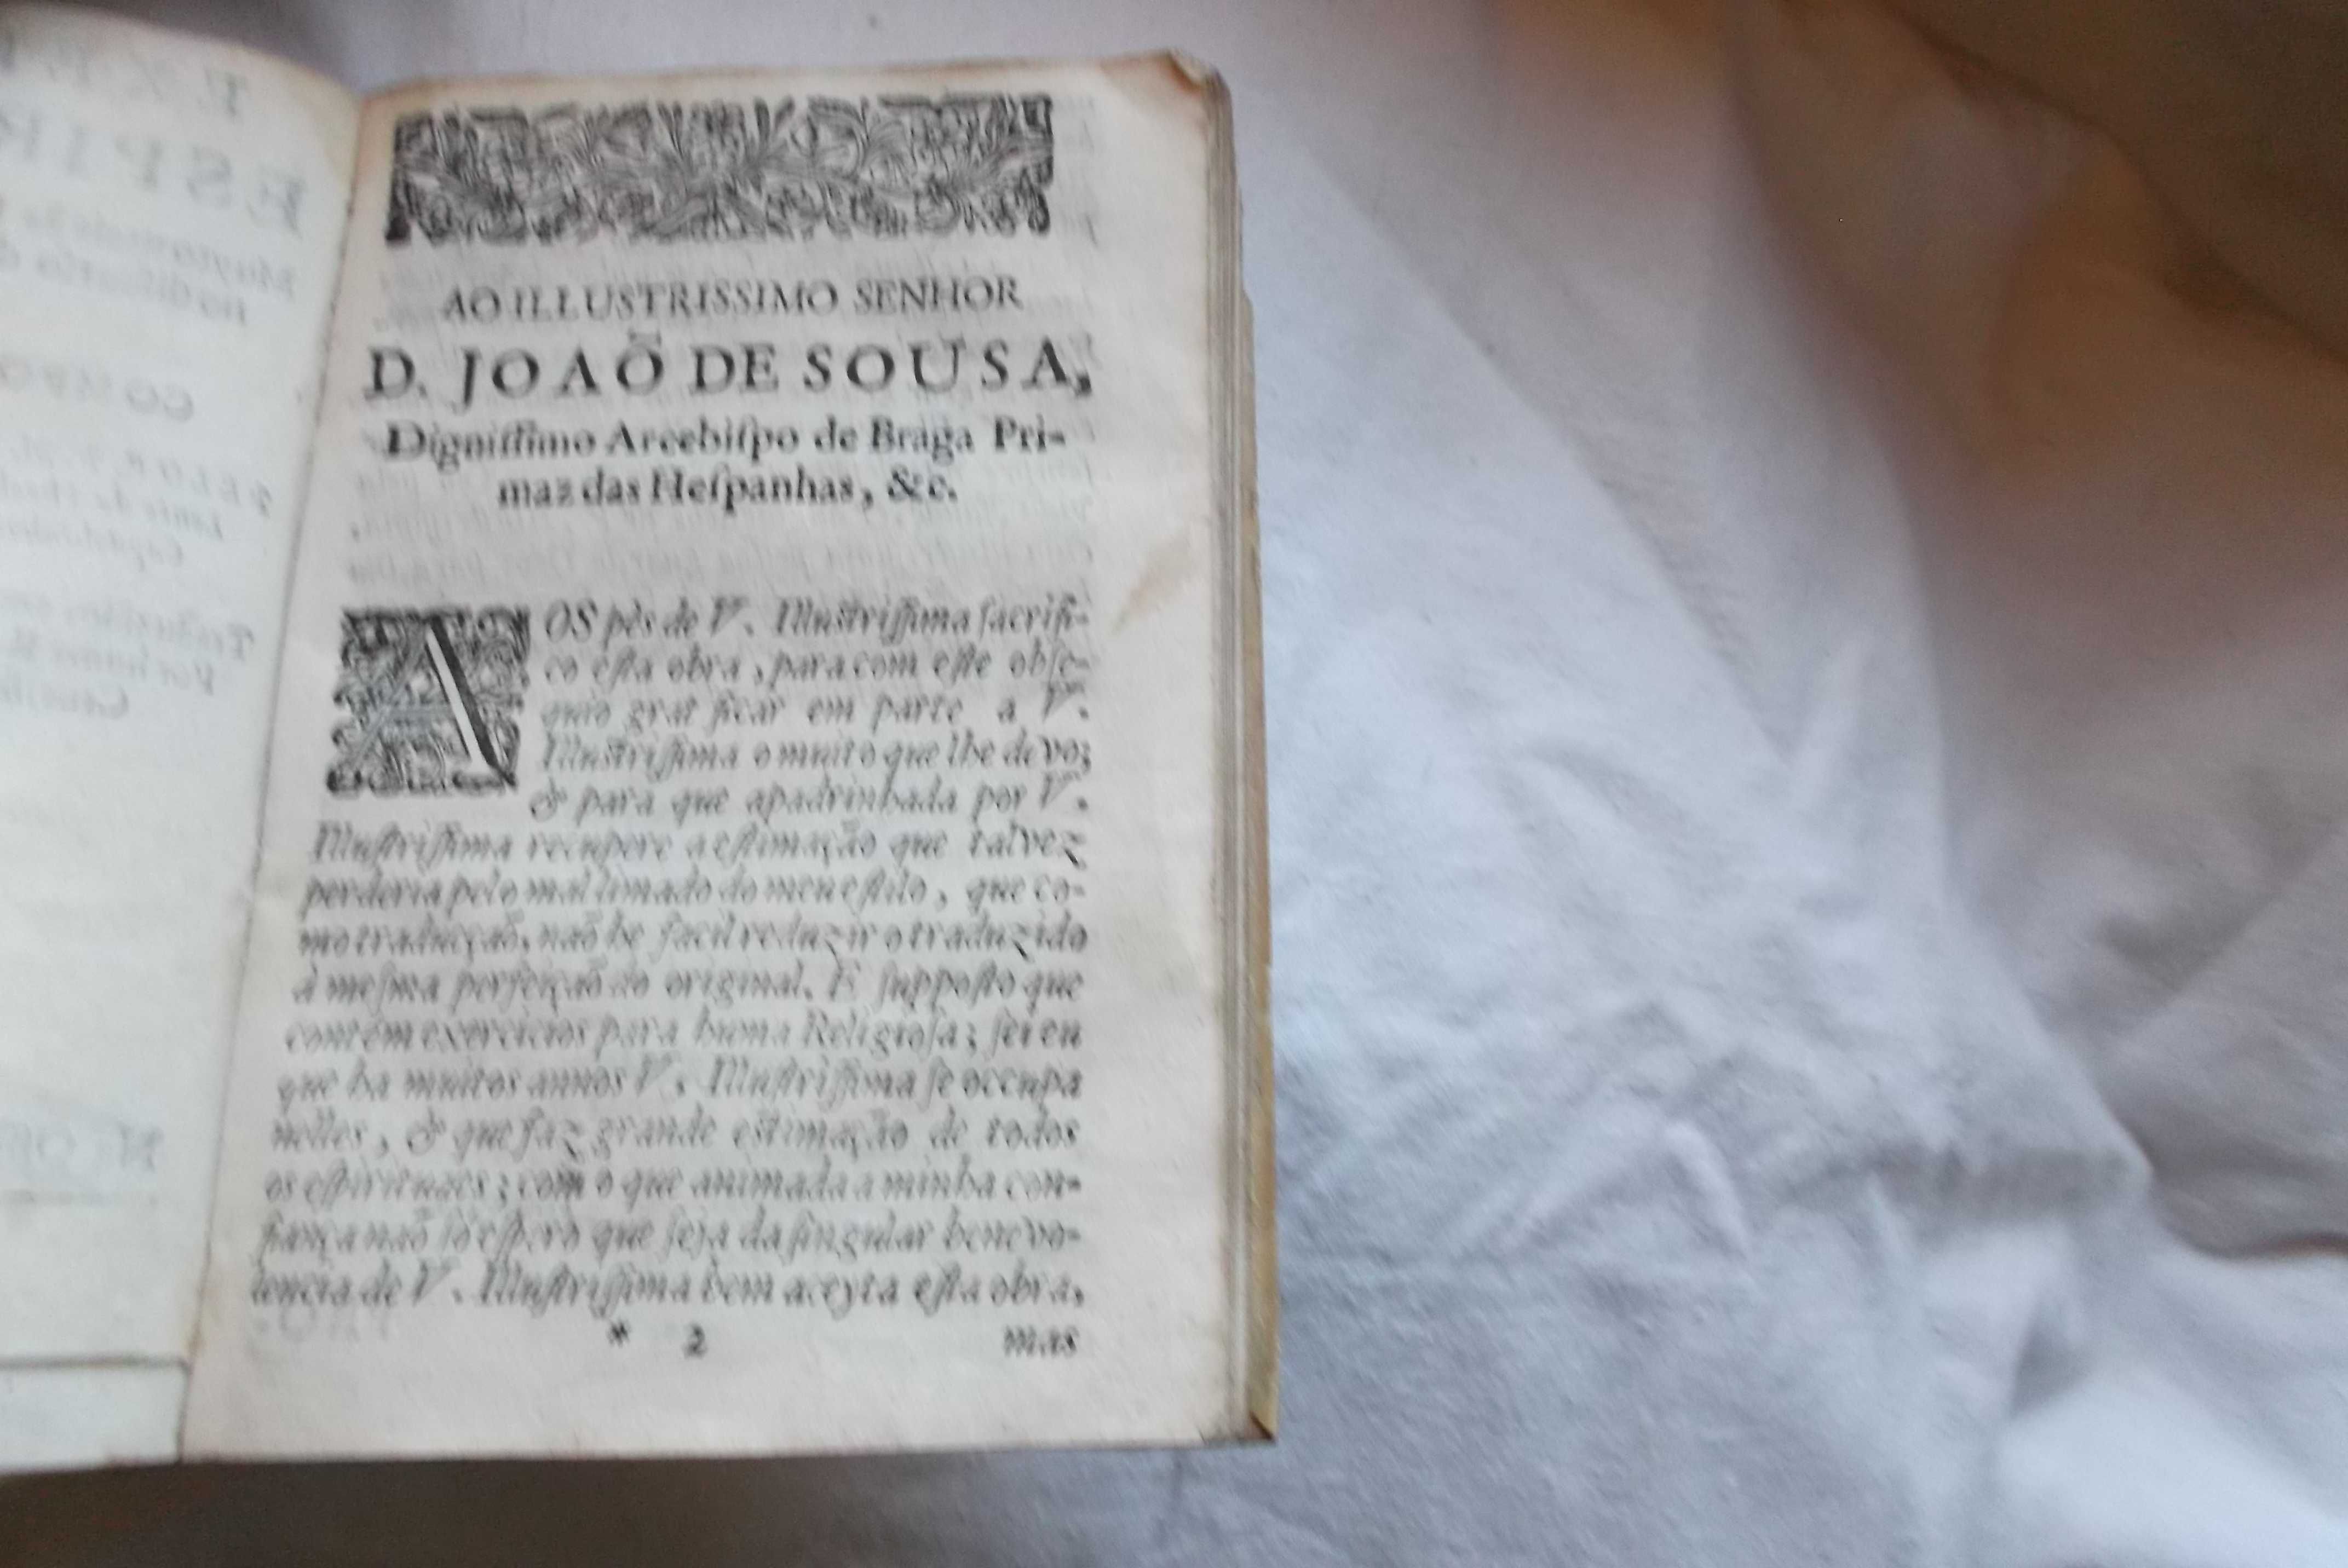 AO ILLUSTRISSIMO SENHOR
D. JOAÕ DE SOUSA,
Digniſſimo Arcebiſpo de Braga Pri-
maz das Heſpanhas, &c.
AOS pès de V. Illuſtriſſima ſacrifi-
co eſta obra, para com eſte obſe-
quio gratificar em parte a V.
Illuſtriſſima o muito que lhe devo;
& para que apadrinhada por V.
Illuſtriſſima recupere a eſtimaçaõ que talvez
perderia pelo mal limado do meu eſtilo, que co-
mo traducçaõ, naõ he facil reduzir o traduzido
à meſma perfeiçaõ do original. E ſuppoſto que
contém exercicios para huma Religioſa; ſei eu
que ha muitos annos V. Illuſtriſſima ſe occupa
nelles, & que faz grande eſtimaçaõ de todos
os eſpirituaes; com o que animada a minha con-
fiança naõ ſó eſpero que ſeja da ſingular benevo-
lencia de V. Illuſtriſſima bem aceyta eſta obra,
* 2 mas